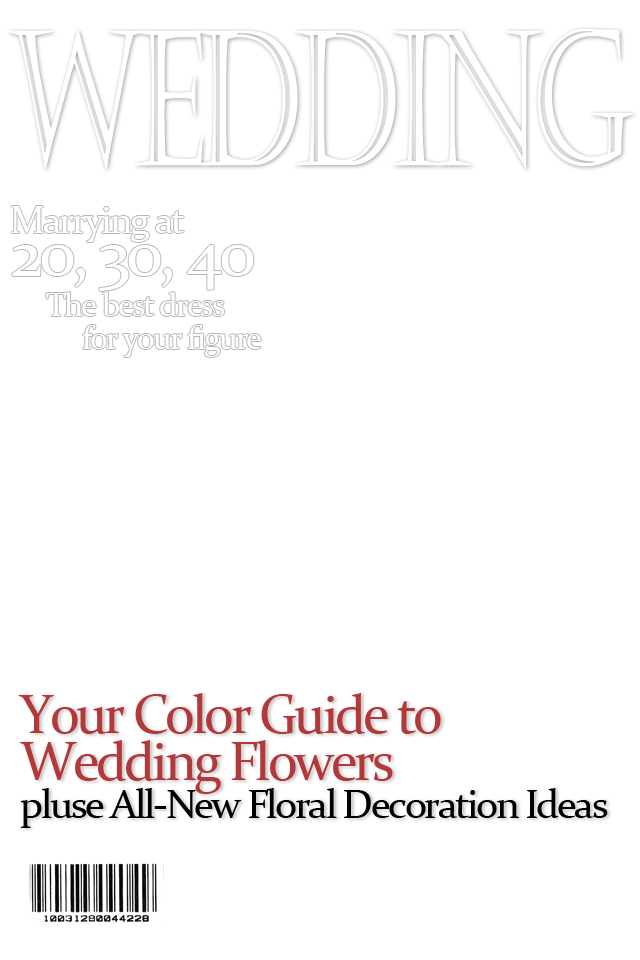 WEDDING
Marrying at
20, 30, 40
The best dress
for your figure
Your Color Guide to
Wedding Flowers
pluse All-New Floral Decoration Ideas
10031280044228